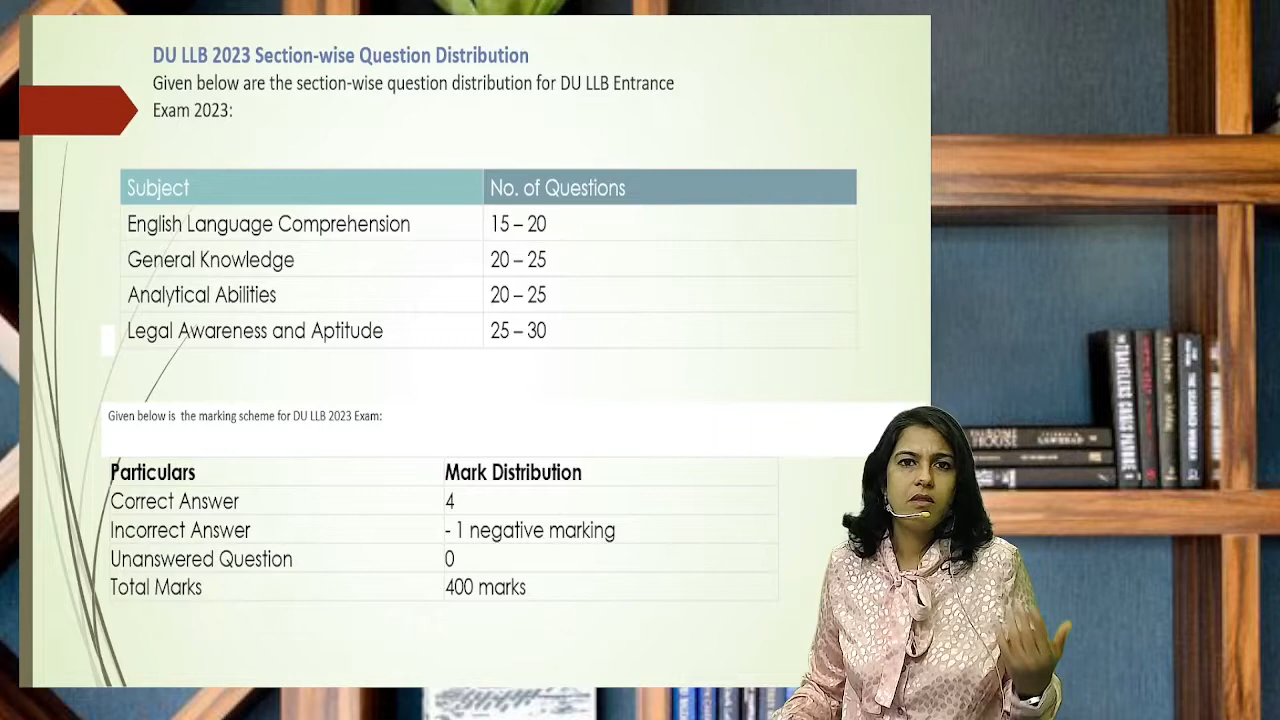 DU LLB 2023 Section-wise Question Distribution
Given below are the section-wise question distribution for DU LLB Entrance
Exam 2023:
Subject No. of Questions
English Language Comprehension 15 – 20
General Knowledge 20 – 25
Analytical Abilities 20 – 25
Legal Awareness and Aptitude 25 – 30
Given below is the marking scheme for DU LLB 2023 Exam:
Particulars Mark Distribution
Correct Answer 4
Incorrect Answer - 1 negative marking
Unanswered Question 0
Total Marks 400 marks